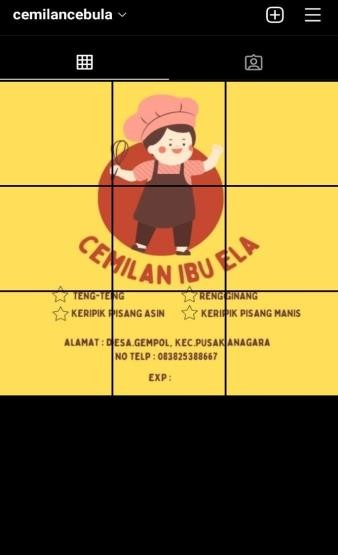 cemilancebula
CEMILAN IBU ELA
TENG-TENG
RENGGINANG
KERIPIK PISANG ASIN
KERIPIK PISANG MANIS
ALAMAT : DESA.GEMPOL, KEC.PUSAKANAGARA
NO TELP : 083825388667
EXP :